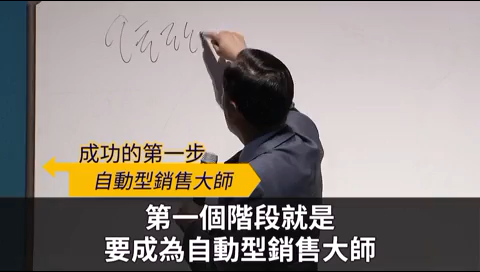 成功的第一步
自動型銷售大師
第一個階段就是
要成為自動型銷售大師